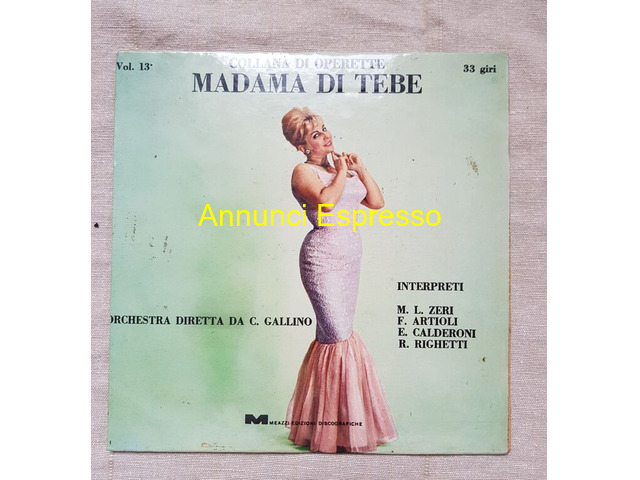 COLLANA DI OPERETTE
Vol. 13°
33 giri
MADAMA DI TEBE
Annunci Espresso
INTERPRETI
M. L. ZERI
F. ARTIOLI
E. CALDERONI
R. RIGHETTI
ORCHESTRA DIRETTA DA C. GALLINO
M MEAZZI EDIZIONI DISCOGRAFICHE